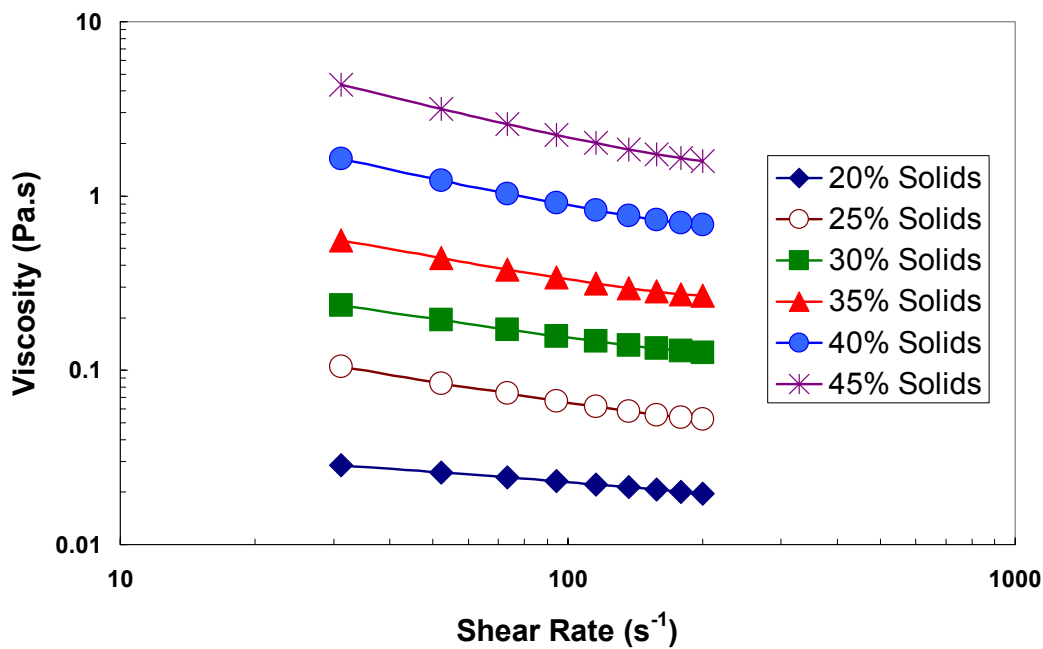 10
1
0.1
0.01
Viscosity (Pa.s)
10
100
1000
Shear Rate (s⁻¹)
20% Solids
25% Solids
30% Solids
35% Solids
40% Solids
45% Solids